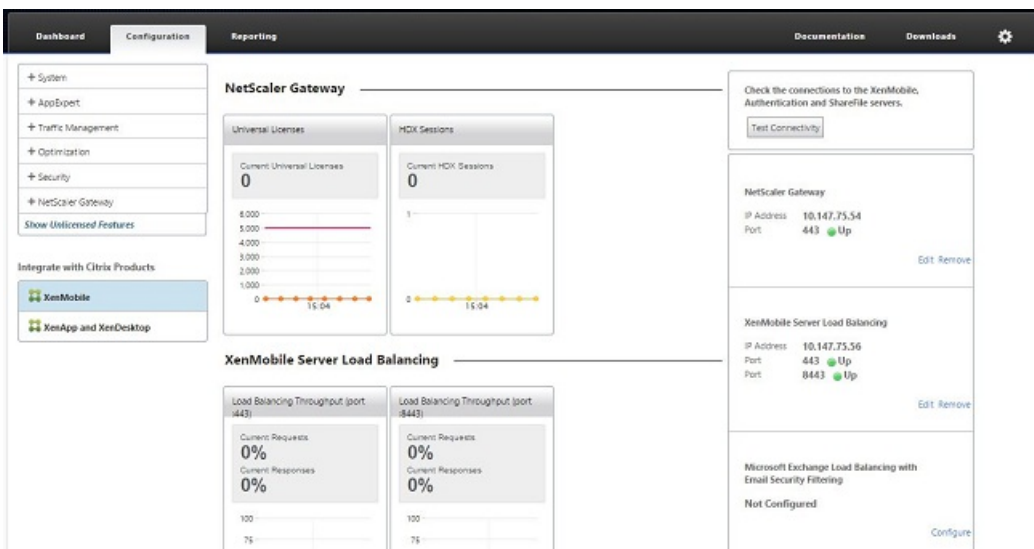 Dashboard
Configuration
Reporting
Documentation
Downloads
+ System
+ AppExpert
+ Traffic Management
+ Optimization
+ Security
+ NetScaler Gateway
Show Unlicensed Features
Integrate with Citrix Products
XenMobile
XenApp and XenDesktop
NetScaler Gateway
Universal Licenses
Current Universal Licenses
0
6,000
5,000
4,000
3,000
2,000
1,000
0
15:04
HDX Sessions
Current HDX Sessions
0
1
0
15:04
XenMobile Server Load Balancing
Load Balancing Throughput (port
:443)
Current Requests
0%
Current Responses
0%
100
75
Load Balancing Throughput (port
:8443)
Current Requests
0%
Current Responses
0%
100
75
Check the connections to the XenMobile,
Authentication and ShareFile servers.
Test Connectivity
NetScaler Gateway
IP Address 10.147.75.54
Port 443 Up
Edit Remove
XenMobile Server Load Balancing
IP Address 10.147.75.56
Port 443 Up
Port 8443 Up
Edit Remove
Microsoft Exchange Load Balancing with
Email Security Filtering
Not Configured
Configure